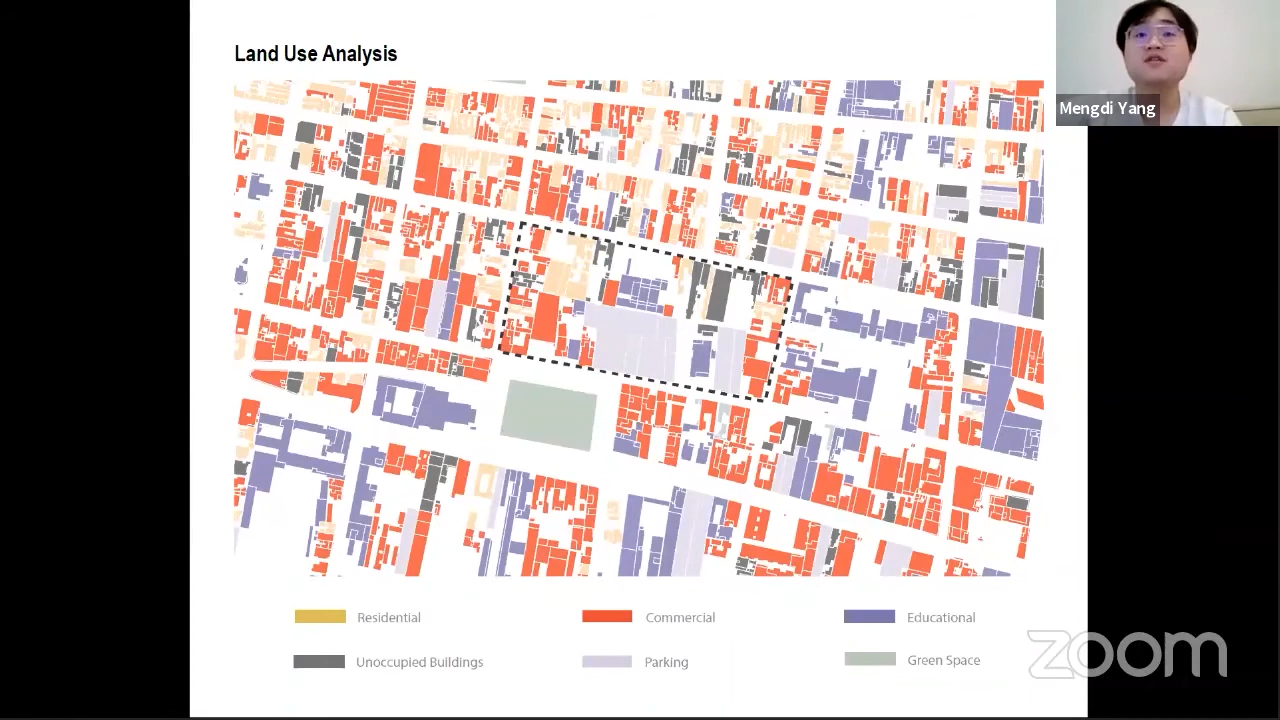 Land Use Analysis
Mengdi Yang
Residential
Commercial
Educational
Unoccupied Buildings
Parking
Green Space
zoom